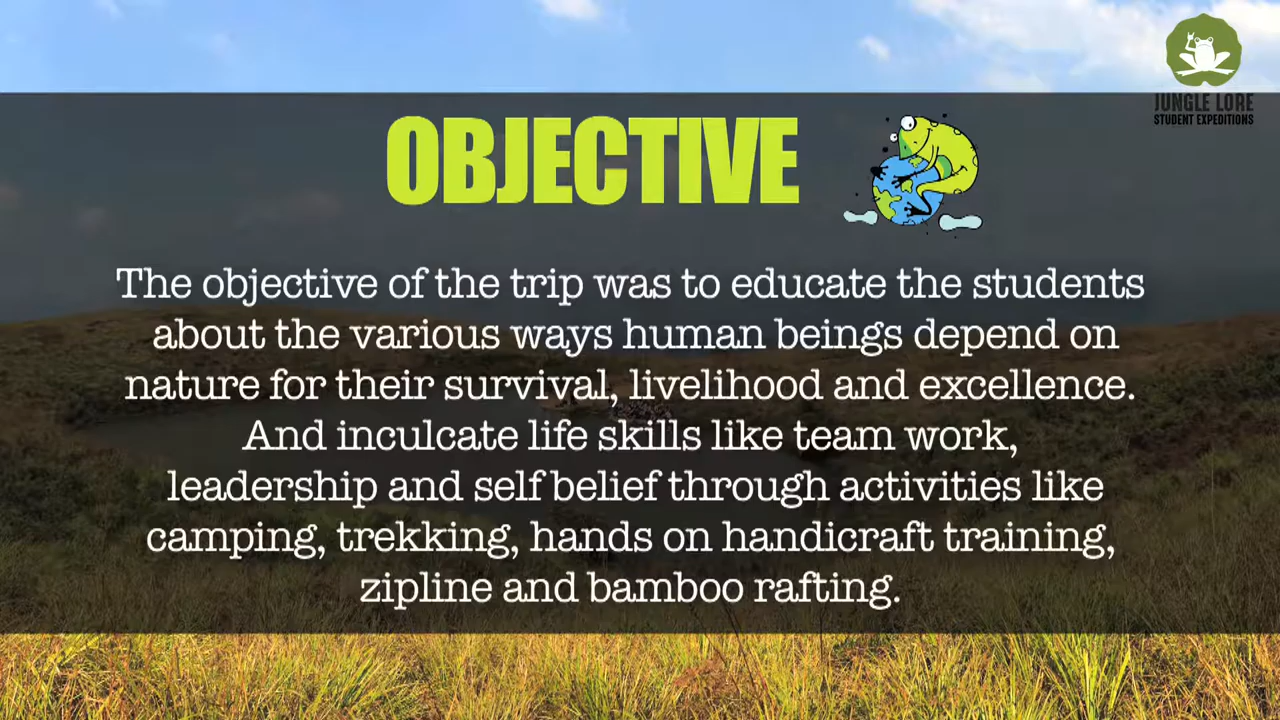 JUNGLE LORE
STUDENT EXPEDITIONS
OBJECTIVE
The objective of the trip was to educate the students
about the various ways human beings depend on
nature for their survival, livelihood and excellence.
And inculcate life skills like team work,
leadership and self belief through activities like
camping, trekking, hands on handicraft training,
zipline and bamboo rafting.